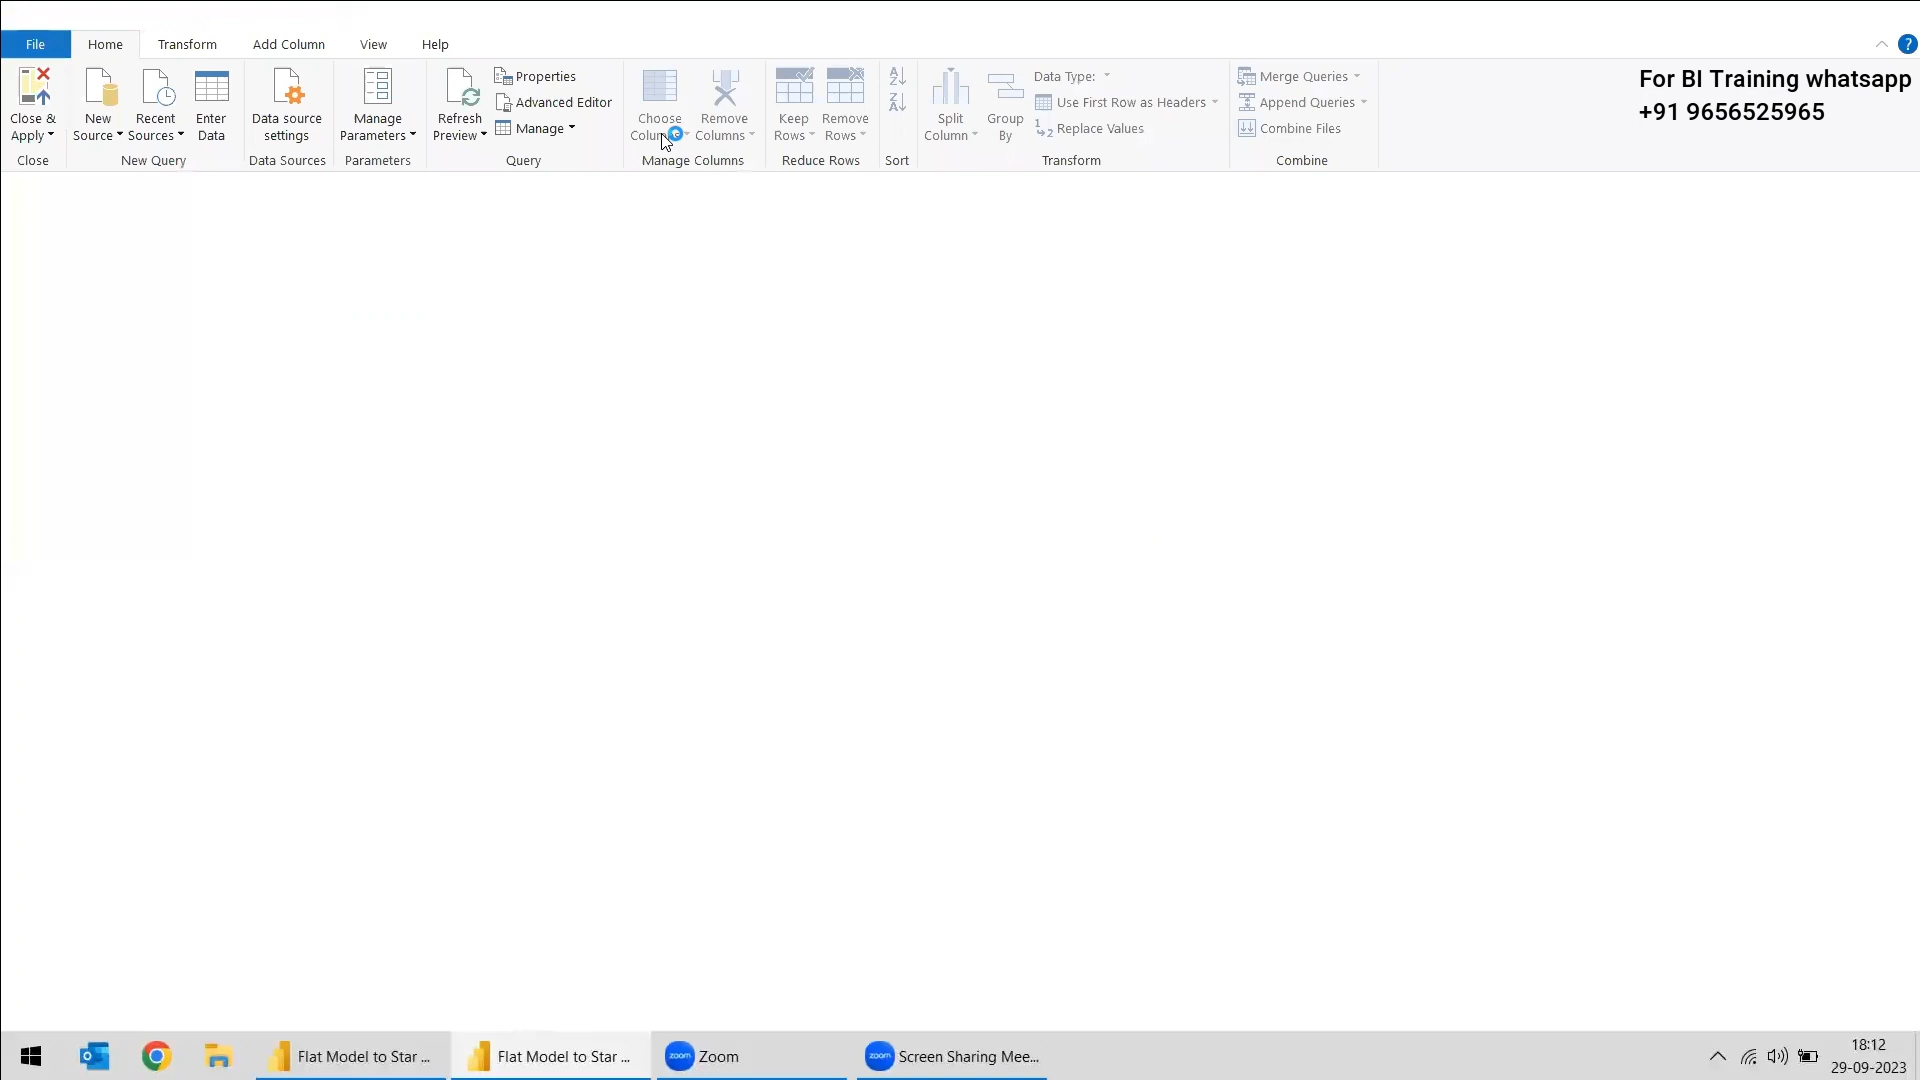 File
Home
Transform
Add Column
View
Help
?
Close &
Apply
Close
New
Source
Recent
Sources
Enter
Data
New Query
Data source
settings
Data Sources
Manage
Parameters
Parameters
Refresh
Preview
Properties
Advanced Editor
Manage
Query
Choose
Remove
Columns
Manage Columns
Keep
Rows
Remove
Rows
Reduce Rows
A
Z
Z
A
Sort
Split
Column
Group
By
Data Type:
Use First Row as Headers
1
2
Replace Values
Transform
Merge Queries
Append Queries
Combine Files
Combine
For BI Training whatsapp
+91 9656525965
Flat Model to Star ...
Flat Model to Star ...
zoom
Zoom
zoom
Screen Sharing Mee...
18:12
29-09-2023